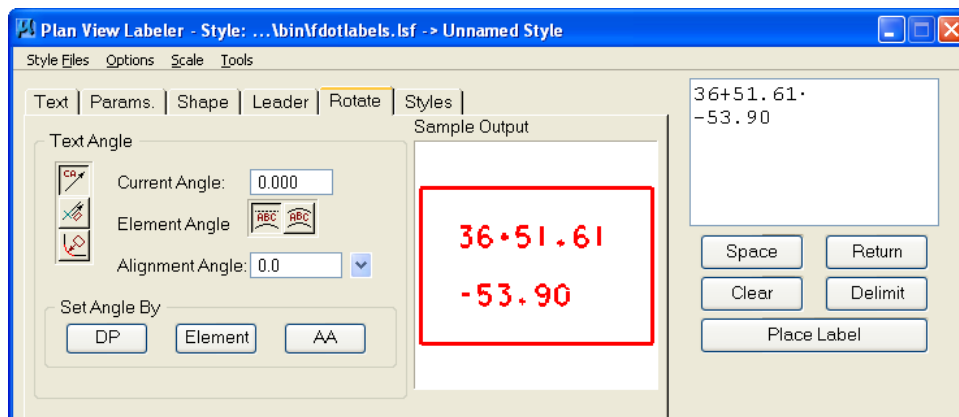 Plan View Labeler - Style: ...\bin\fdotlabels.lsf -> Unnamed Style
Style Files Options Scale Tools
Text Params. Shape Leader Rotate Styles
Text Angle
CA
Current Angle: 0.000
Element Angle ABC ABC
Alignment Angle: 0.0
Set Angle By
DP Element AA
Sample Output
36+51.61
-53.90
36+51.61·
-53.90
Space Return
Clear Delimit
Place Label